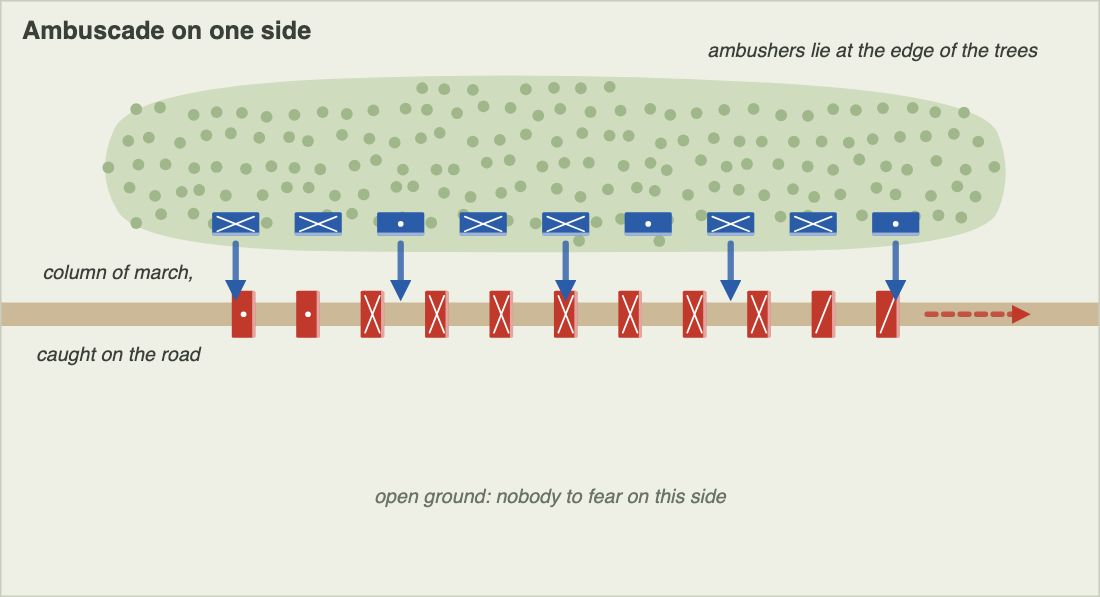 Ambuscade on one side
ambushers lie at the edge of the trees
column of march,
caught on the road
open ground: nobody to fear on this side